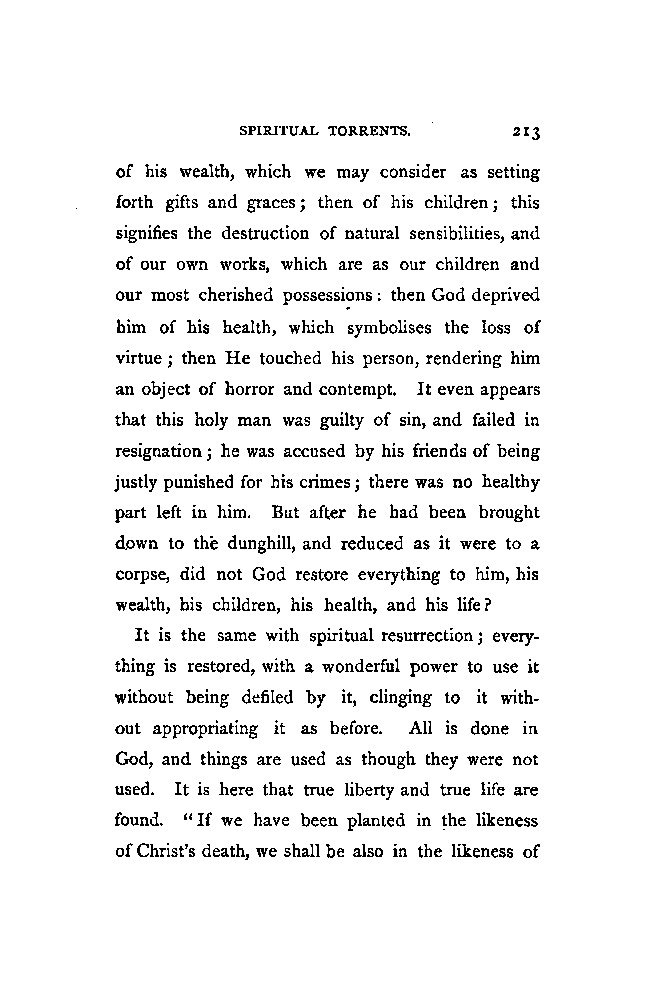 SPIRITUAL TORRENTS. 213
of his wealth, which we may consider as setting
forth gifts and graces; then of his children; this
signifies the destruction of natural sensibilities, and
of our own works, which are as our children and
our most cherished possessions: then God deprived
him of his health, which symbolises the loss of
virtue; then He touched his person, rendering him
an object of horror and contempt. It even appears
that this holy man was guilty of sin, and failed in
resignation; he was accused by his friends of being
justly punished for his crimes; there was no healthy
part left in him. But after he had been brought
down to the dunghill, and reduced as it were to a
corpse, did not God restore everything to him, his
wealth, his children, his health, and his life?
It is the same with spiritual resurrection; every-
thing is restored, with a wonderful power to use it
without being defiled by it, clinging to it with-
out appropriating it as before. All is done in
God, and things are used as though they were not
used. It is here that true liberty and true life are
found. "If we have been planted in the likeness
of Christ's death, we shall be also in the likeness of